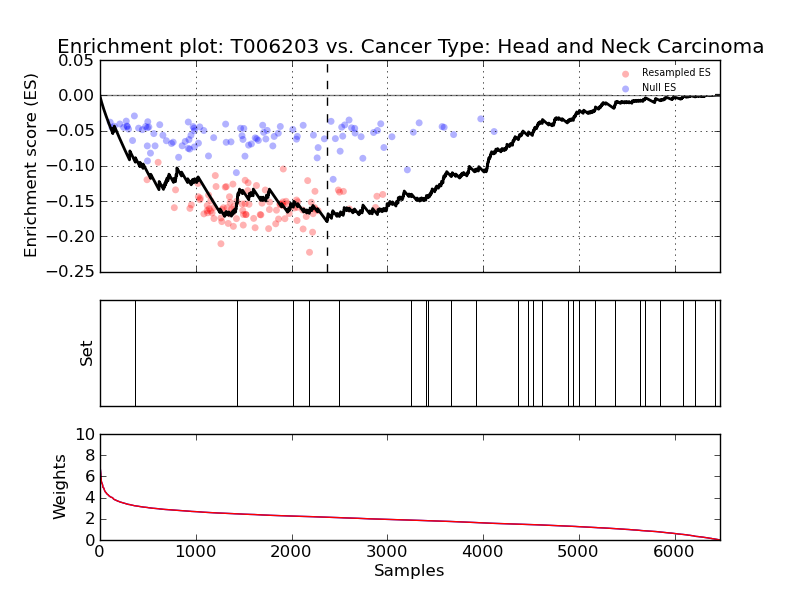 Enrichment plot: T006203 vs. Cancer Type: Head and Neck Carcinoma
Enrichment score (ES)
0.05
0.00
−0.05
−0.10
−0.15
−0.20
−0.25
Resampled ES
Null ES
Set
Weights
10
8
6
4
2
0
0 1000 2000 3000 4000 5000 6000
Samples